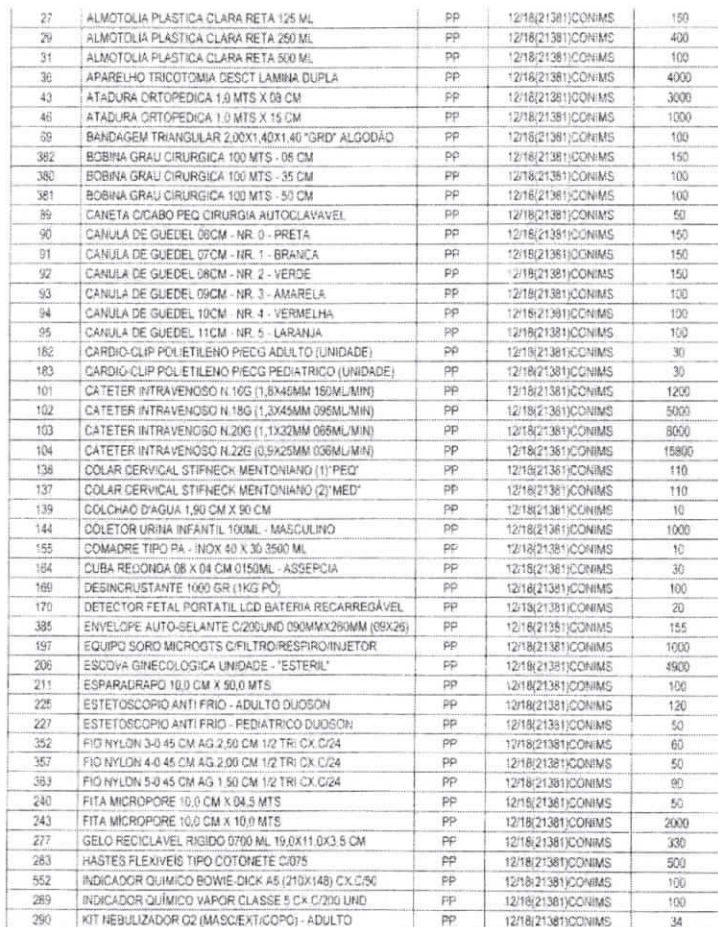 27 ALMOTOLIA PLASTICA CLARA RETA 125 ML PP 12/18(21381)CONIMS 150
29 ALMOTOLIA PLASTICA CLARA RETA 250 ML PP 12/18(21381)CONIMS 400
31 ALMOTOLIA PLASTICA CLARA RETA 500 ML PP 12/18(21381)CONIMS 100
36 APARELHO TRICOTOMIA DESCT LAMINA DUPLA PP 12/18(21381)CONIMS 4000
43 ATADURA ORTOPEDICA 1,0 MTS X 08 CM PP 12/18(21381)CONIMS 3000
46 ATADURA ORTOPEDICA 1,0 MTS X 15 CM PP 12/18(21381)CONIMS 1000
69 BANDAGEM TRIANGULAR 2,00X1,40X1,40 "GRD" ALGODÃO PP 12/18(21381)CONIMS 100
382 BOBINA GRAU CIRURGICA 100 MTS - 08 CM PP 12/18(21381)CONIMS 150
380 BOBINA GRAU CIRURGICA 100 MTS - 35 CM PP 12/18(21381)CONIMS 100
381 BOBINA GRAU CIRURGICA 100 MTS - 50 CM PP 12/18(21381)CONIMS 100
89 CANETA C/CABO PEQ CIRURGIA AUTOCLAVAVEL PP 12/18(21381)CONIMS 50
90 CANULA DE GUEDEL 06CM - NR. 0 - PRETA PP 12/18(21381)CONIMS 150
91 CANULA DE GUEDEL 07CM - NR. 1 - BRANCA PP 12/18(21381)CONIMS 150
92 CANULA DE GUEDEL 08CM - NR. 2 - VERDE PP 12/18(21381)CONIMS 150
93 CANULA DE GUEDEL 09CM - NR. 3 - AMARELA PP 12/18(21381)CONIMS 100
94 CANULA DE GUEDEL 10CM - NR. 4 - VERMELHA PP 12/18(21381)CONIMS 100
95 CANULA DE GUEDEL 11CM - NR. 5 - LARANJA PP 12/18(21381)CONIMS 100
182 CARDIO-CLIP POLIETILENO P/ECG ADULTO (UNIDADE) PP 12/18(21381)CONIMS 30
183 CARDIO-CLIP POLIETILENO P/ECG PEDIATRICO (UNIDADE) PP 12/18(21381)CONIMS 30
101 CATETER INTRAVENOSO N.16G (1,8X45MM 150ML/MIN) PP 12/18(21381)CONIMS 1200
102 CATETER INTRAVENOSO N.18G (1,3X45MM 095ML/MIN) PP 12/18(21381)CONIMS 5000
103 CATETER INTRAVENOSO N.20G (1,1X32MM 065ML/MIN) PP 12/18(21381)CONIMS 8000
104 CATETER INTRAVENOSO N.22G (0,9X25MM 036ML/MIN) PP 12/18(21381)CONIMS 15800
138 COLAR CERVICAL STIFNECK MENTONIANO (1)"PEQ" PP 12/18(21381)CONIMS 110
137 COLAR CERVICAL STIFNECK MENTONIANO (2)"MED" PP 12/18(21381)CONIMS 110
139 COLCHAO D'AGUA 1,90 CM X 90 CM PP 12/18(21381)CONIMS 10
144 COLETOR URINA INFANTIL 100ML - MASCULINO PP 12/18(21381)CONIMS 1000
155 COMADRE TIPO PA - INOX 40 X 30 3500 ML PP 12/18(21381)CONIMS 10
164 CUBA REDONDA 08 X 04 CM 0150ML - ASSEPCIA PP 12/18(21381)CONIMS 30
169 DESINCRUSTANTE 1000 GR (1KG PÓ) PP 12/18(21381)CONIMS 100
170 DETECTOR FETAL PORTATIL LCD BATERIA RECARREGÁVEL PP 12/18(21381)CONIMS 20
385 ENVELOPE AUTO-SELANTE C/200UND 090MMX260MM (09X26) PP 12/18(21381)CONIMS 155
197 EQUIPO SORO MICROGTS C/FILTRO/RESPIRO/INJETOR PP 12/18(21381)CONIMS 1000
206 ESCOVA GINECOLOGICA UNIDADE - "ESTERIL" PP 12/18(21381)CONIMS 4900
211 ESPARADRAPO 10,0 CM X 50,0 MTS PP 12/18(21381)CONIMS 100
225 ESTETOSCOPIO ANTI FRIO - ADULTO DUOSON PP 12/18(21381)CONIMS 120
227 ESTETOSCOPIO ANTI FRIO - PEDIATRICO DUOSON PP 12/18(21381)CONIMS 50
352 FIO NYLON 3-0 45 CM AG 2,50 CM 1/2 TRI CX.C/24 PP 12/18(21381)CONIMS 60
357 FIO NYLON 4-0 45 CM AG 2,00 CM 1/2 TRI CX.C/24 PP 12/18(21381)CONIMS 50
363 FIO NYLON 5-0 45 CM AG 1,50 CM 1/2 TRI CX.C/24 PP 12/18(21381)CONIMS 90
240 FITA MICROPORE 10,0 CM X 04,5 MTS PP 12/18(21381)CONIMS 50
243 FITA MICROPORE 10,0 CM X 10,0 MTS PP 12/18(21381)CONIMS 2000
277 GELO RECICLAVEL RIGIDO 0700 ML 19,0X11,0X3,5 CM PP 12/18(21381)CONIMS 330
283 HASTES FLEXIVEIS TIPO COTONETE C/075 PP 12/18(21381)CONIMS 500
552 INDICADOR QUIMICO BOWIE-DICK A5 (210X148) CX.C/50 PP 12/18(21381)CONIMS 100
289 INDICADOR QUÍMICO VAPOR CLASSE 5 CX.C/200 UND PP 12/18(21381)CONIMS 100
290 KIT NEBULIZADOR O2 (MASC/EXT/COPO) - ADULTO PP 12/18(21381)CONIMS 34